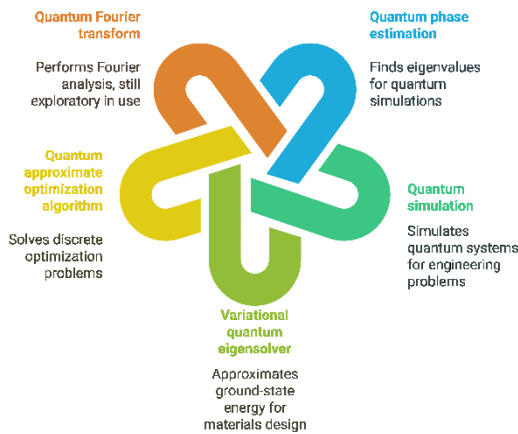 Quantum Fourier
transform
Performs Fourier
analysis, still
exploratory in use
Quantum phase
estimation
Finds eigenvalues
for quantum
simulations
Quantum
approximate
optimization
algorithm
Solves discrete
optimization
problems
Quantum
simulation
Simulates
quantum systems
for engineering
problems
Variational
quantum
eigensolver
Approximates
ground-state
energy for
materials design